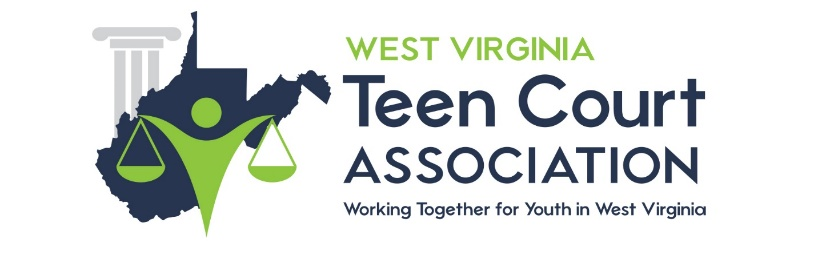 WEST VIRGINIA
Teen Court
ASSOCIATION
Working Together for Youth in West Virginia